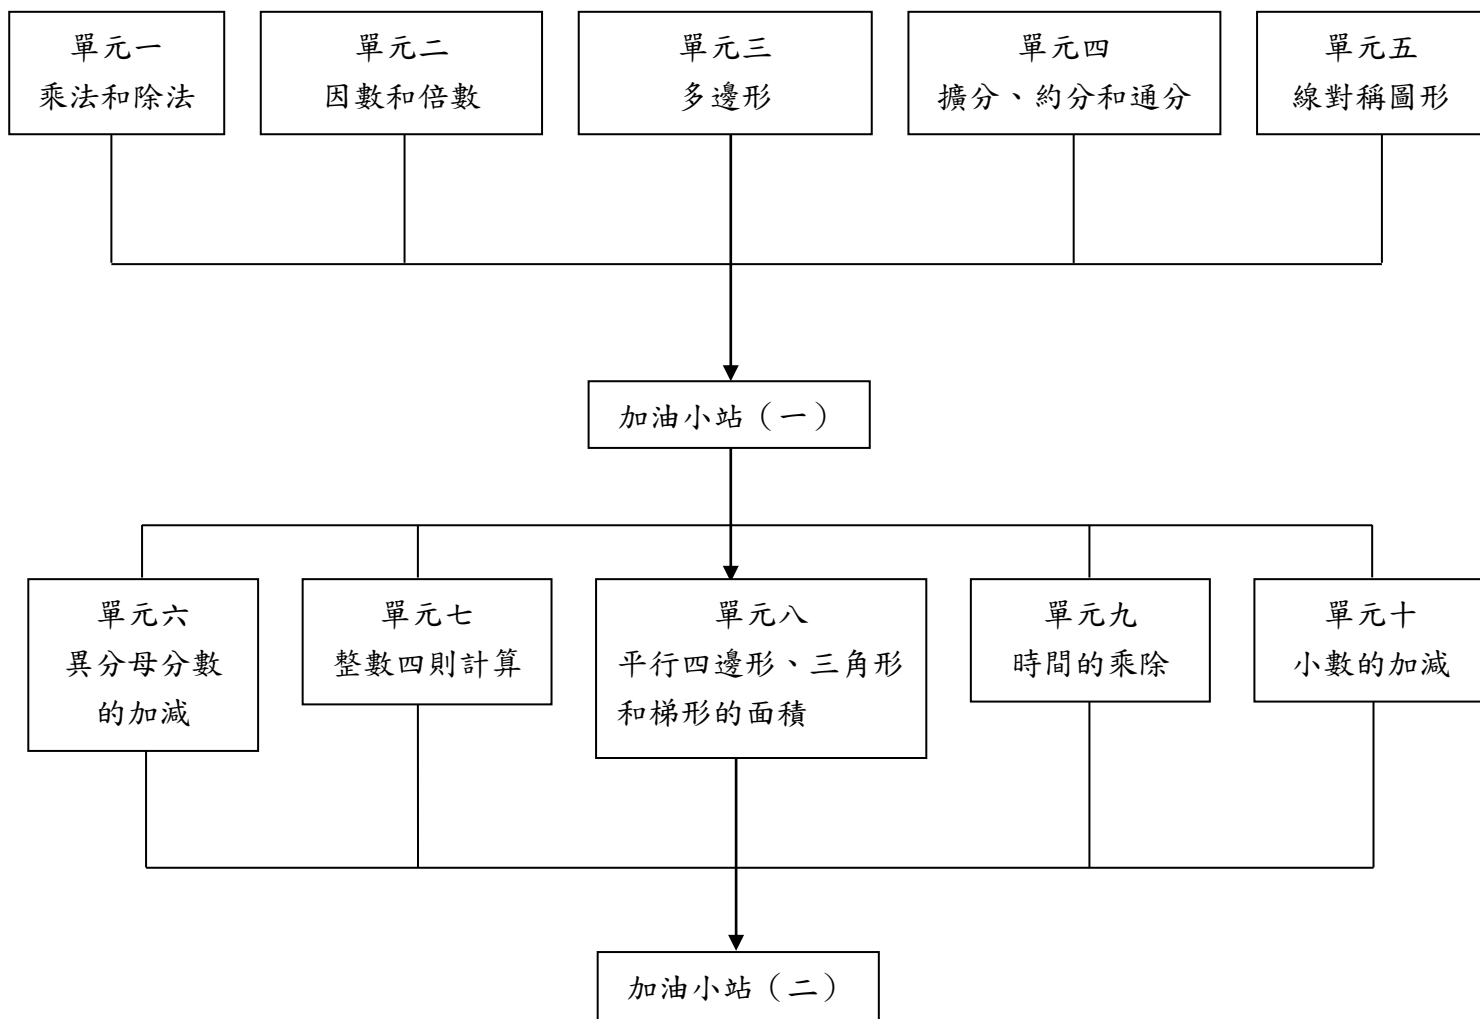 單元一
乘法和除法
單元二
因數和倍數
單元三
多邊形
單元四
擴分、約分和通分
單元五
線對稱圖形
加油小站（一）
單元六
異分母分數
的加減
單元七
整數四則計算
單元八
平行四邊形、三角形
和梯形的面積
單元九
時間的乘除
單元十
小數的加減
加油小站（二）